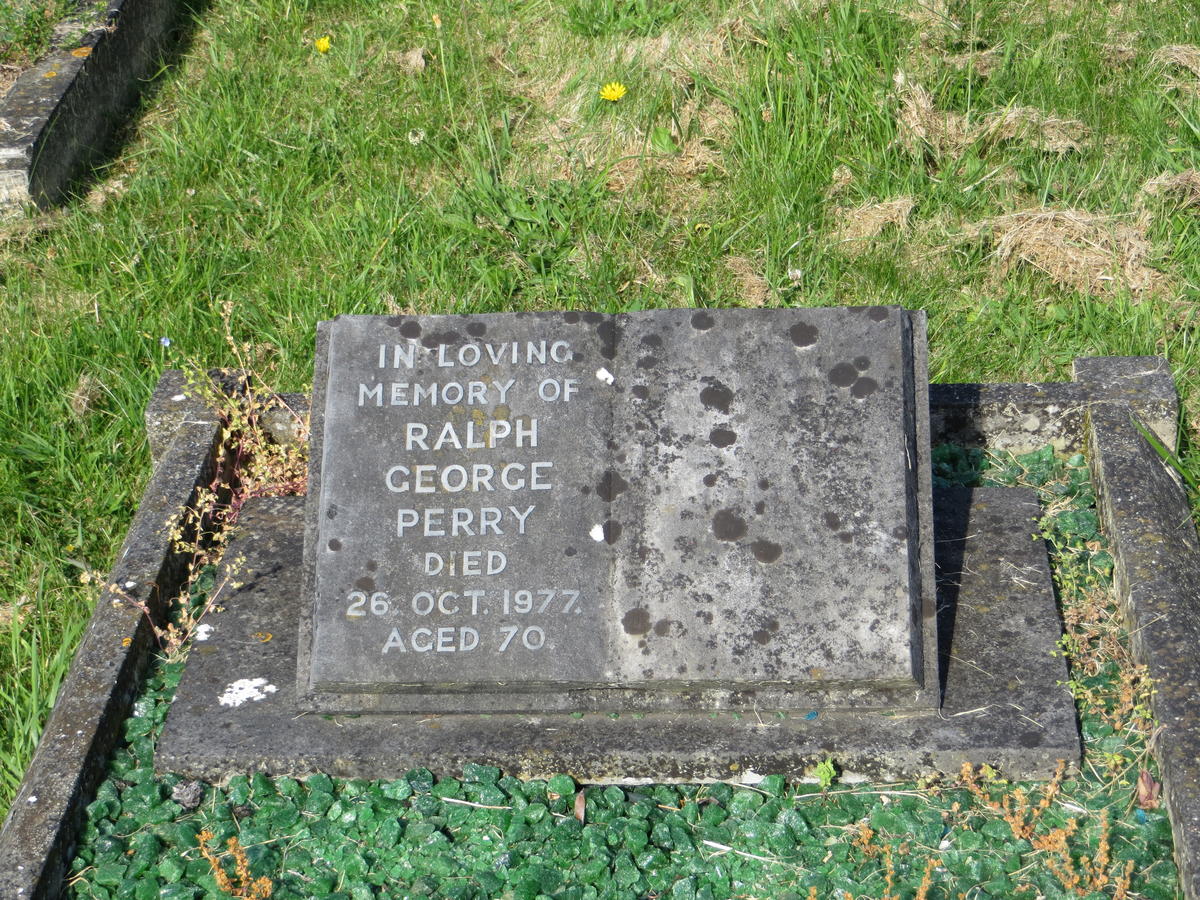 IN LOVING
MEMORY OF
RALPH
GEORGE
PERRY
DIED
26. OCT. 1977.
AGED 70.